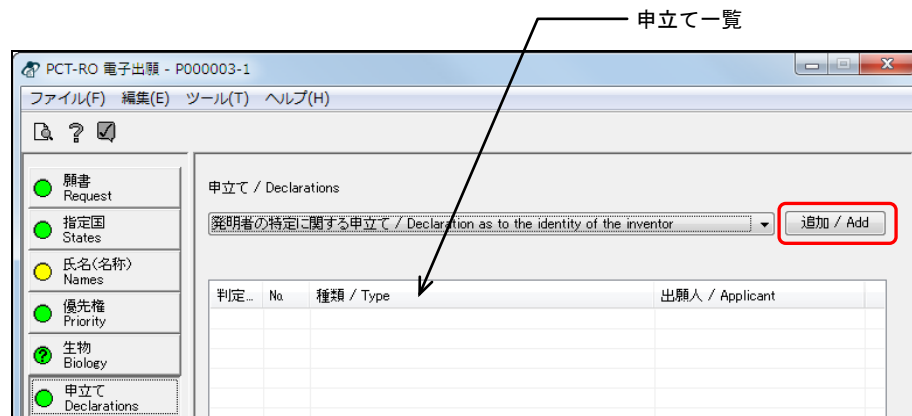 申立て一覧
PCT-RO 電子出願 - P000003-1
ファイル(F) 編集(E) ツール(T) ヘルプ(H)
願書
Request
指定国
States
氏名(名称)
Names
優先権
Priority
生物
Biology
申立て
Declarations
申立て / Declarations
発明者の特定に関する申立て / Declaration as to the identity of the inventor
追加 / Add
判定... No. 種類 / Type 出願人 / Applicant